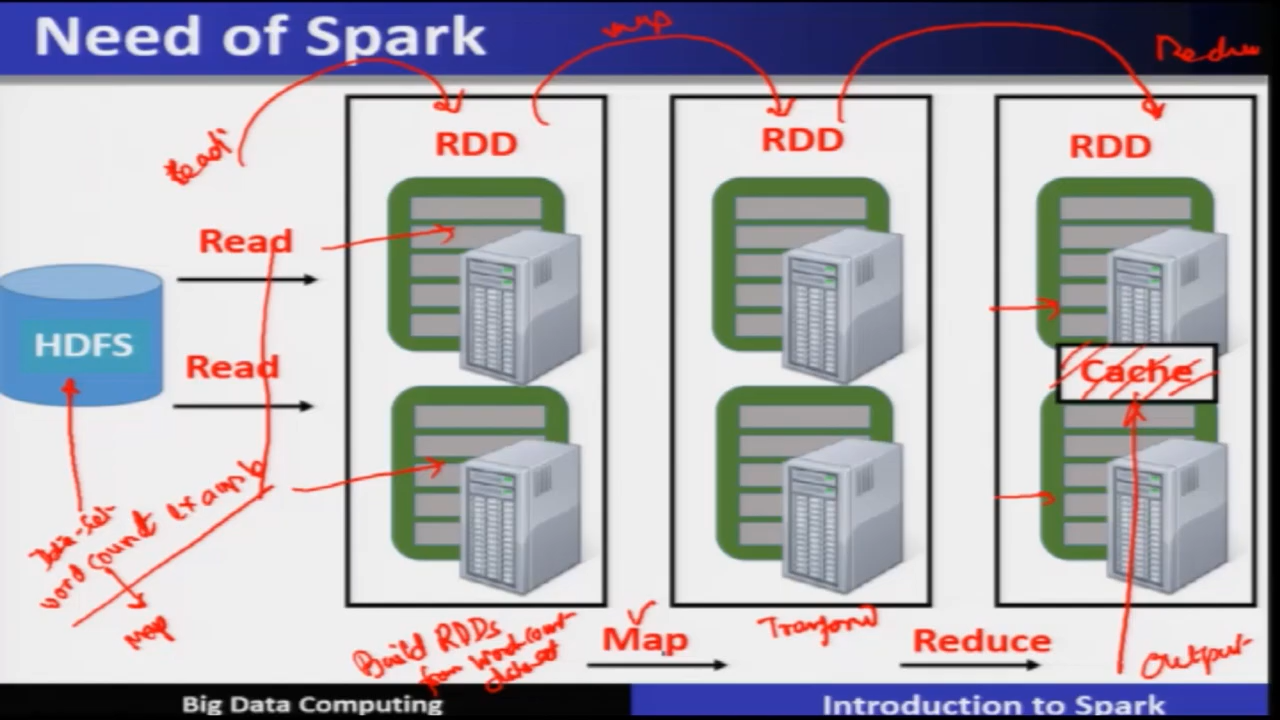 Need of Spark
map
Reduce
Read
RDD
RDD
RDD
Read
HDFS
Read
Cache
Data-set
word count example
Map
Build RDDs
from word count
dataset
Map
Transform
Reduce
Output
Big Data Computing
Introduction to Spark